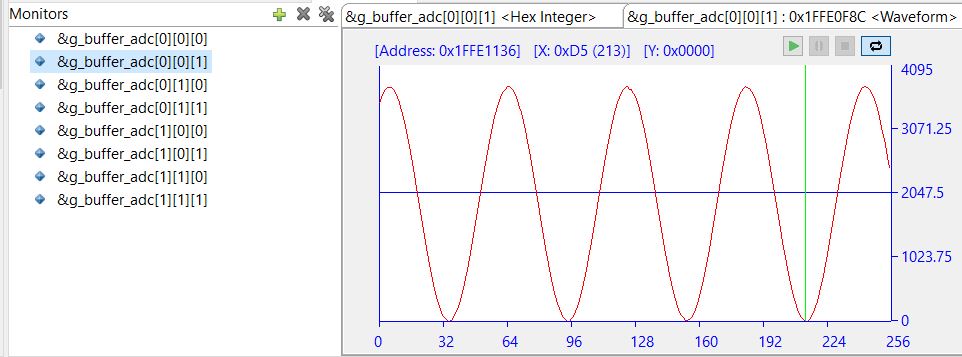 Monitors
&g_buffer_adc[0][0][0]
&g_buffer_adc[0][0][1]
&g_buffer_adc[0][1][0]
&g_buffer_adc[0][1][1]
&g_buffer_adc[1][0][0]
&g_buffer_adc[1][0][1]
&g_buffer_adc[1][1][0]
&g_buffer_adc[1][1][1]
&g_buffer_adc[0][0][1] <Hex Integer>
&g_buffer_adc[0][0][1] : 0x1FFE0F8C <Waveform>
[Address: 0x1FFE1136] [X: 0xD5 (213)] [Y: 0x0000]
4095
3071.25
2047.5
1023.75
0
0 32 64 96 128 160 192 224 256